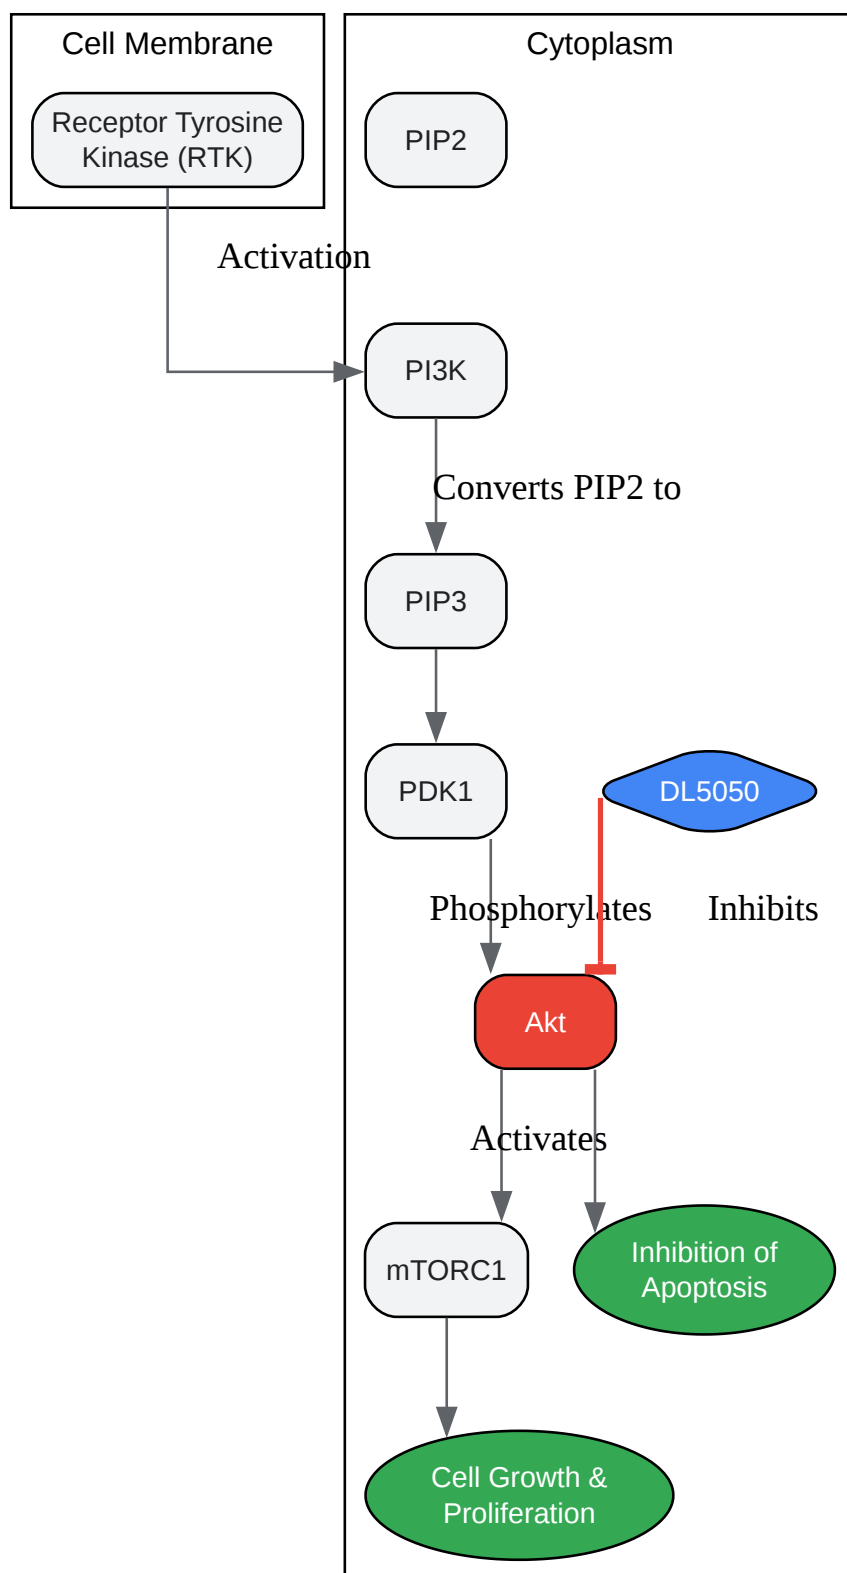 Cell Membrane
Cytoplasm
Receptor Tyrosine
Kinase (RTK)
PIP2
Activation
PI3K
Converts PIP2 to
PIP3
PDK1
DL5050
Phosphorylates
Inhibits
Akt
Activates
mTORC1
Inhibition of
Apoptosis
Cell Growth &
Proliferation